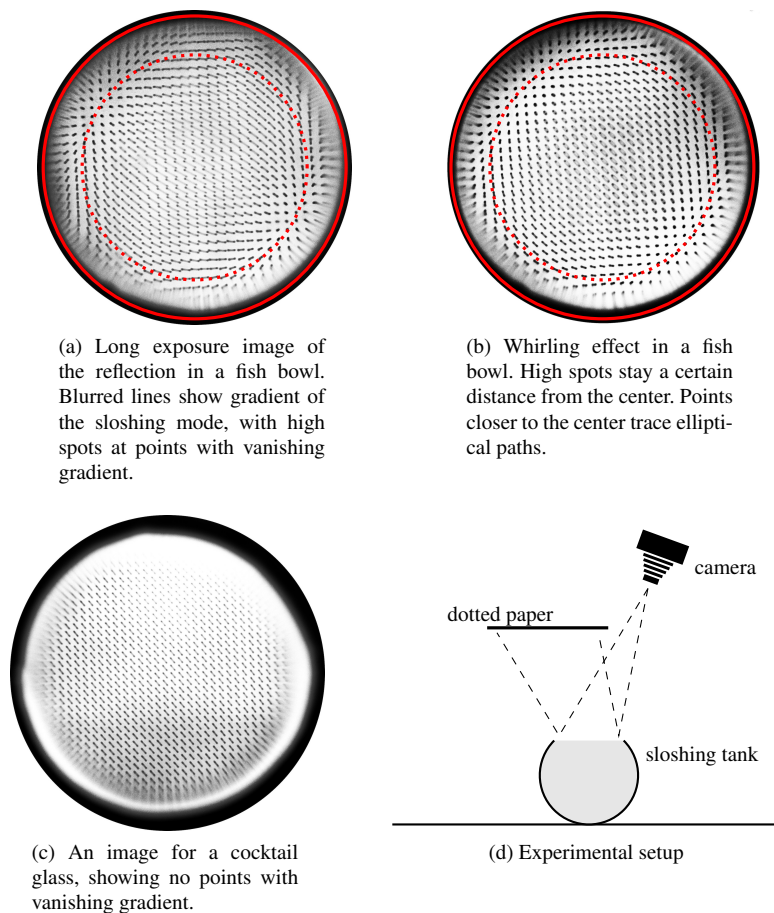 (a) Long exposure image of
the reflection in a fish bowl.
Blurred lines show gradient of
the sloshing mode, with high
spots at points with vanishing
gradient.
(b) Whirling effect in a fish
bowl. High spots stay a certain
distance from the center. Points
closer to the center trace ellipti-
cal paths.
(c) An image for a cocktail
glass, showing no points with
vanishing gradient.
camera
dotted paper
sloshing tank
(d) Experimental setup